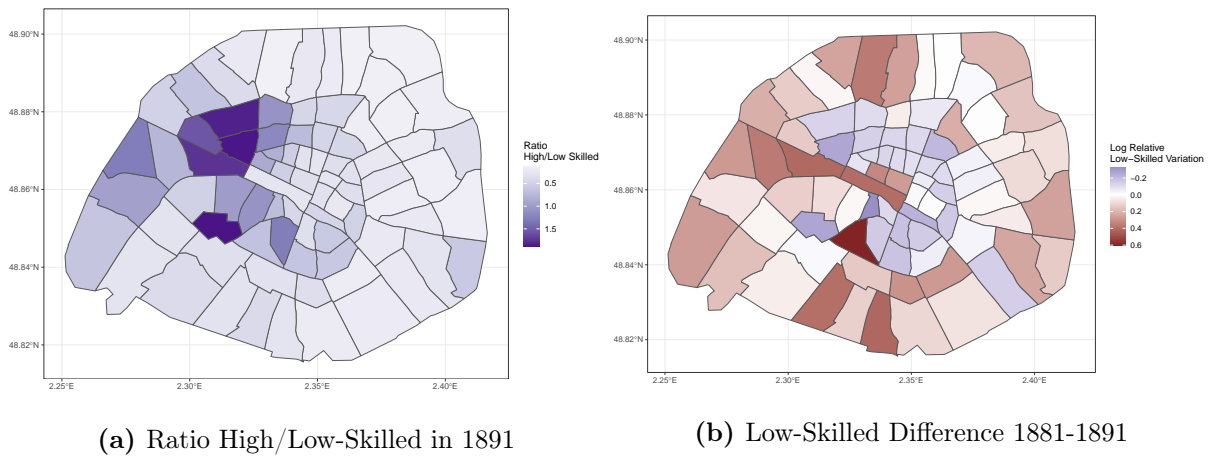 48.90°N
48.88°N
48.86°N
48.84°N
48.82°N
2.25°E
2.30°E
2.35°E
2.40°E
Ratio
High/Low Skilled
0.5
1.0
1.5
(a) Ratio High/Low-Skilled in 1891
48.90°N
48.88°N
48.86°N
48.84°N
48.82°N
2.25°E
2.30°E
2.35°E
2.40°E
Log Relative
Low−Skilled Variation
−0.2
0.0
0.2
0.4
0.6
(b) Low-Skilled Difference 1881-1891